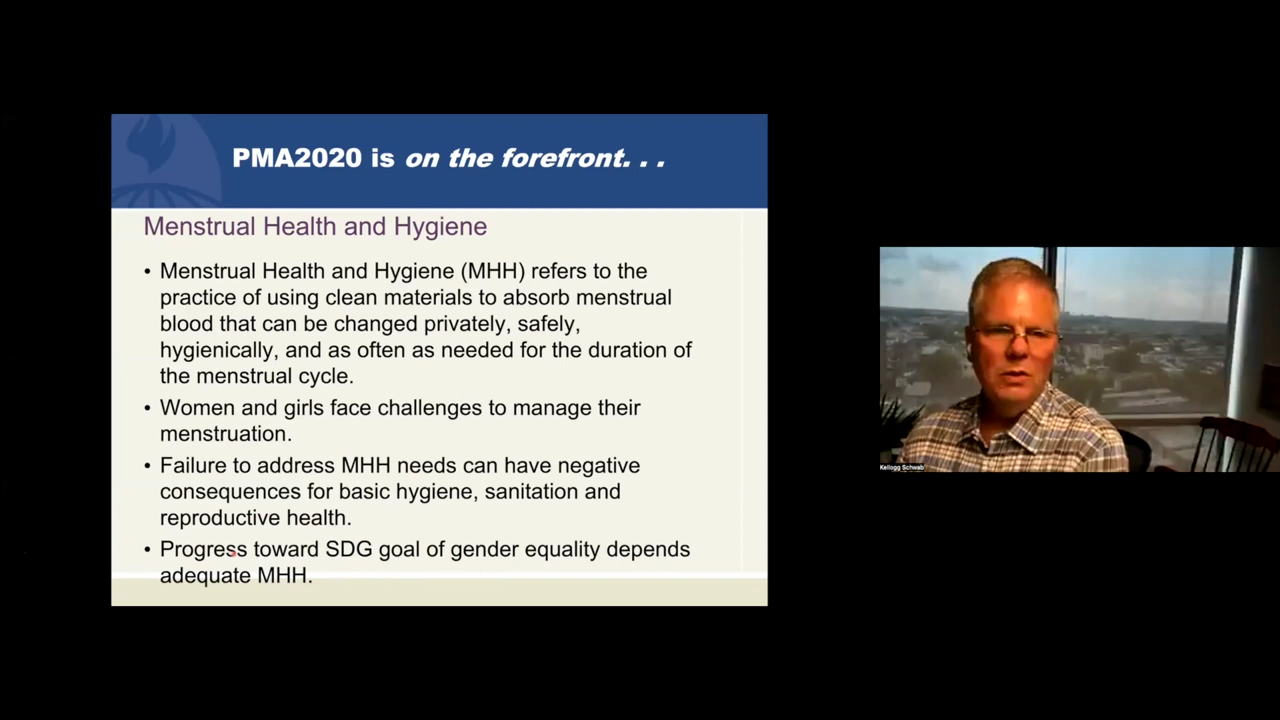 PMA2020 is on the forefront. . .
Menstrual Health and Hygiene
• Menstrual Health and Hygiene (MHH) refers to the
practice of using clean materials to absorb menstrual
blood that can be changed privately, safely,
hygienically, and as often as needed for the duration of
the menstrual cycle.
• Women and girls face challenges to manage their
menstruation.
• Failure to address MHH needs can have negative
consequences for basic hygiene, sanitation and
reproductive health.
• Progress toward SDG goal of gender equality depends
adequate MHH.
Kellogg Schwab